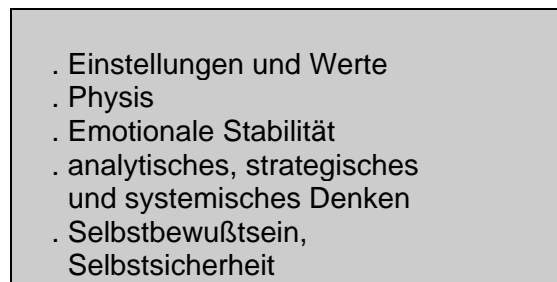 . Einstellungen und Werte
. Physis
. Emotionale Stabilität
. analytisches, strategisches
und systemisches Denken
. Selbstbewußtsein,
Selbstsicherheit